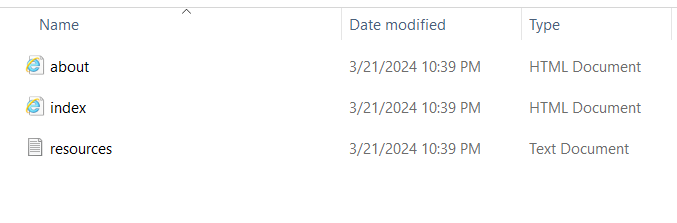 Name Date modified Type
about 3/21/2024 10:39 PM HTML Document
index 3/21/2024 10:39 PM HTML Document
resources 3/21/2024 10:39 PM Text Document